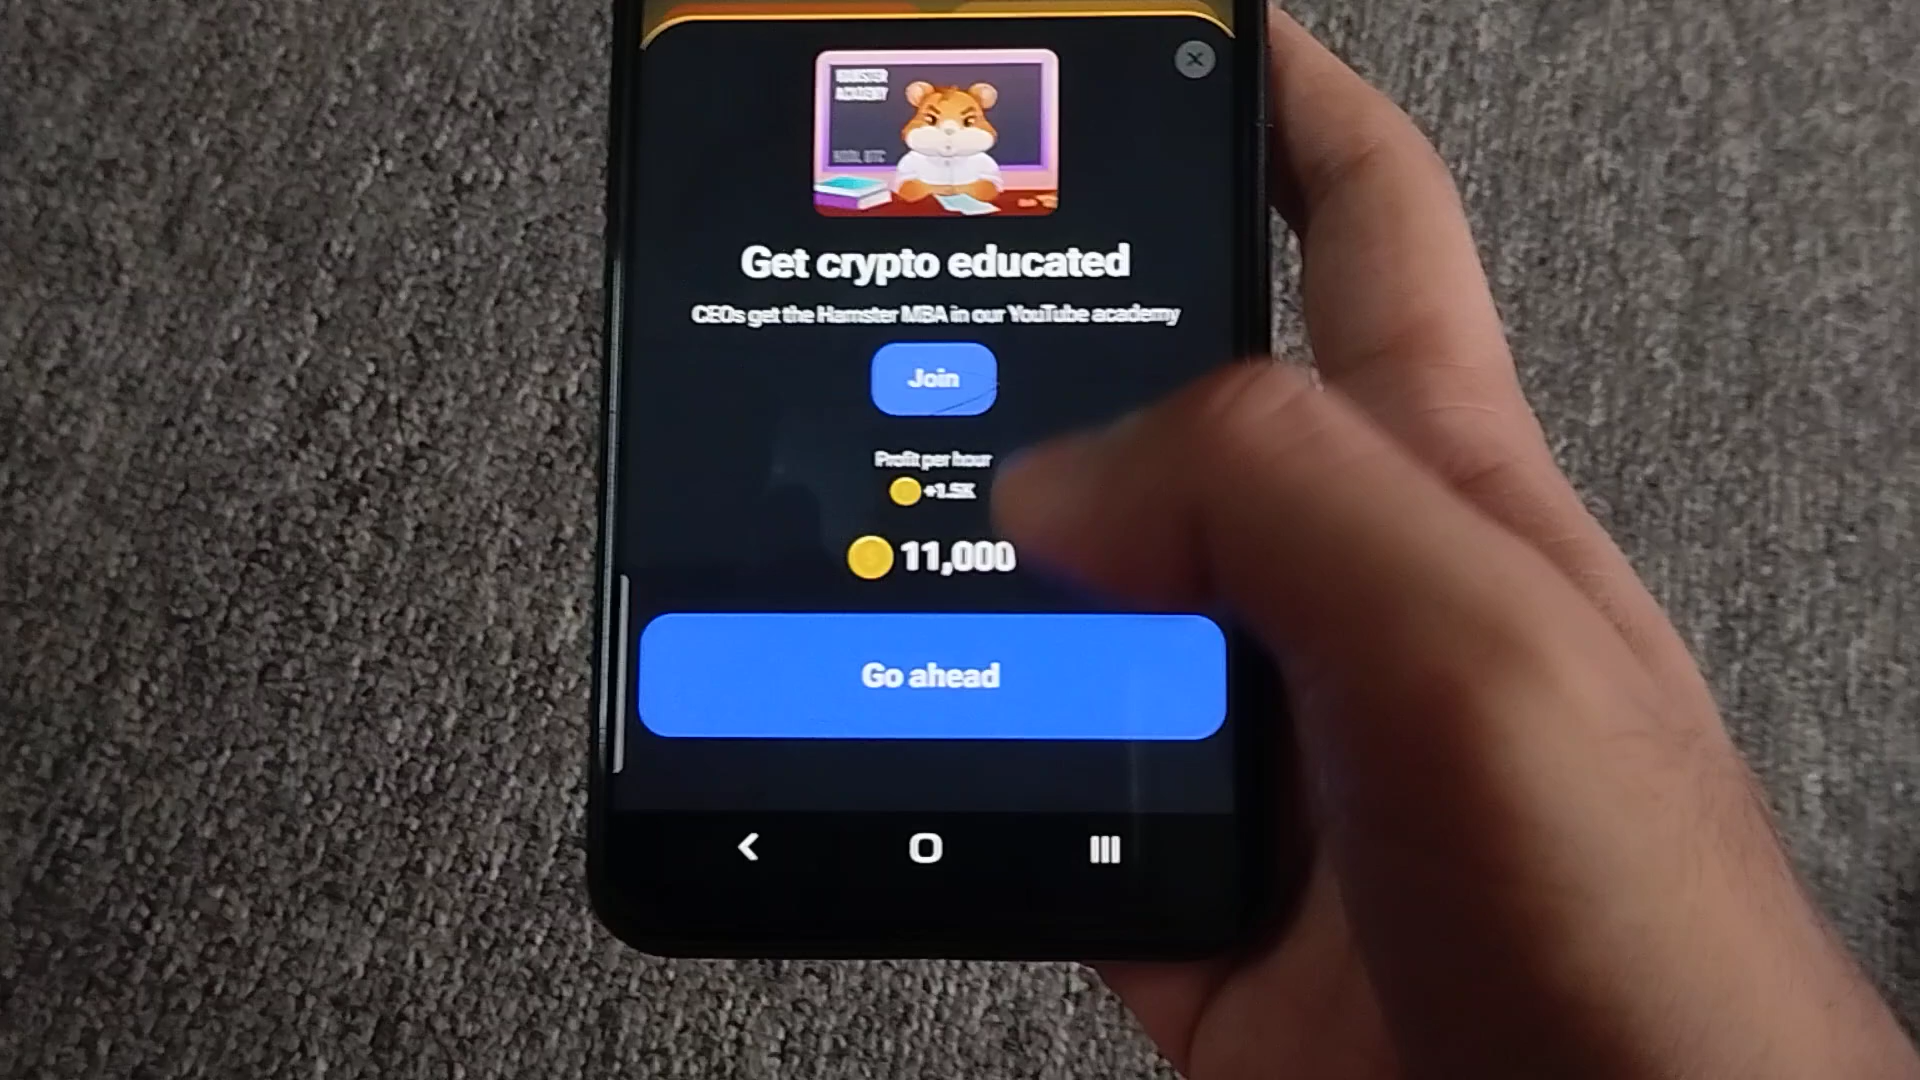 Get crypto educated
CEOs get the Hamster MBA in our YouTube academy
Join
Profit per hour
+1.5K
11,000
Go ahead